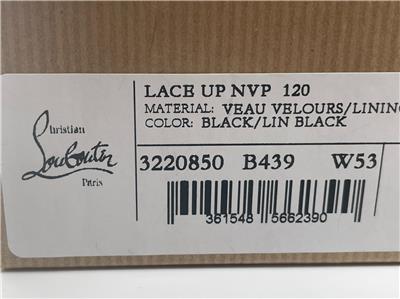 LACE UP NVP 120
MATERIAL: VEAU VELOURS/LINING
COLOR: BLACK/LIN BLACK
Christian
Louboutin
Paris
3220850 B439 W53
361548 5662390